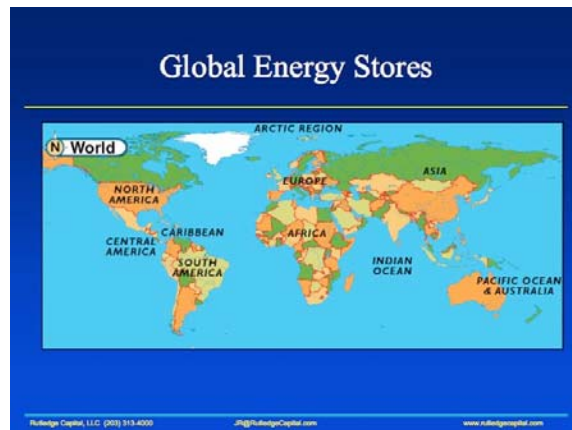 Global Energy Stores
ARCTIC REGION
N World
ASIA
EUROPE
NORTH
AMERICA
CARIBBEAN
AFRICA
CENTRAL
AMERICA
INDIAN
OCEAN
SOUTH
AMERICA
PACIFIC OCEAN
& AUSTRALIA
Rutledge Capital, LLC (203) 313-4000 JR@RutledgeCapital.com www.rutledgecapital.com